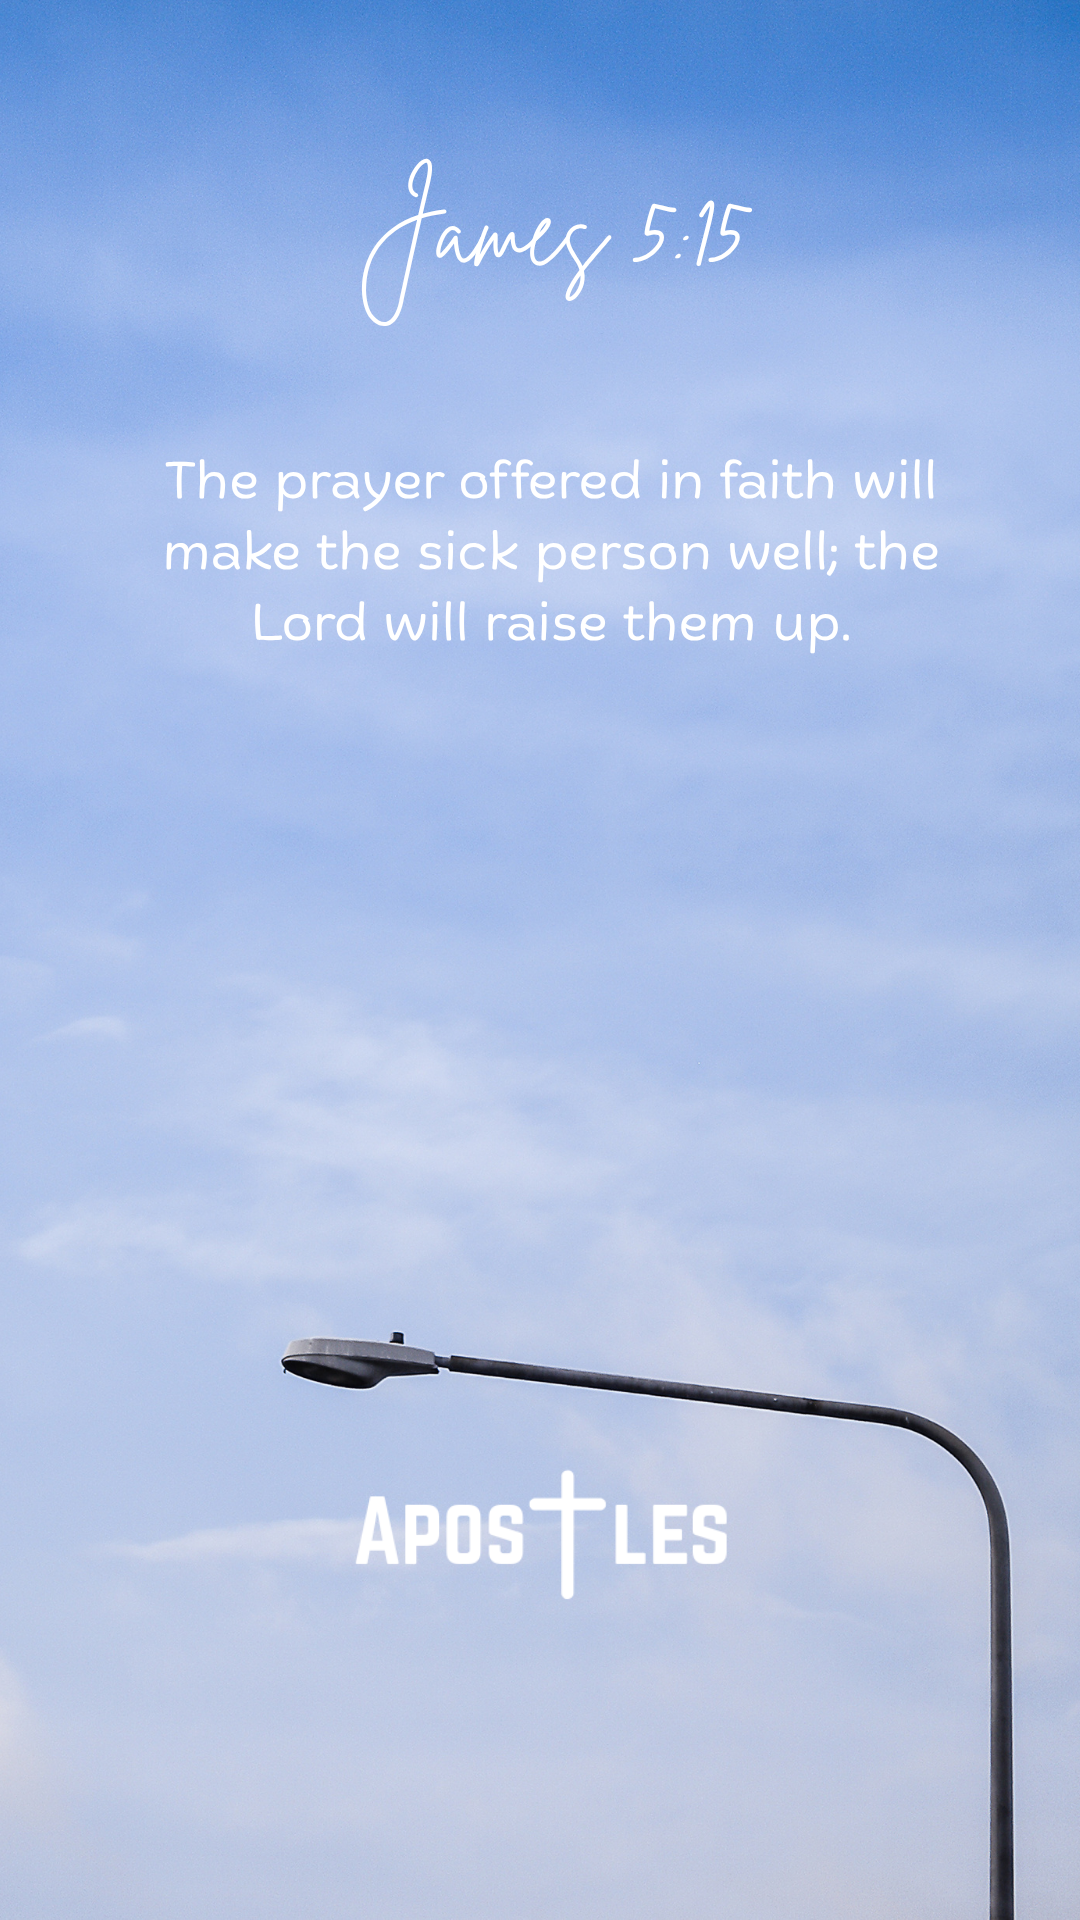 James 5:15
The prayer offered in faith will
make the sick person well; the
Lord will raise them up.
APOSTLES